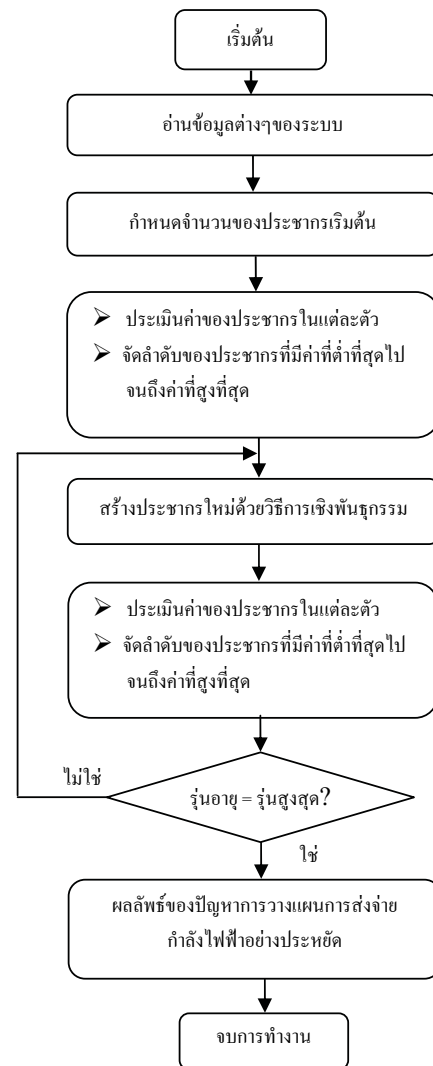 เริ่มต้น
อ่านข้อมูลต่างๆของระบบ
กำหนดจำนวนของประชากรเริ่มต้น
➢ ประเมินค่าของประชากรในแต่ละตัว
➢ จัดลำดับของประชากรที่มีค่าที่ต่ำที่สุดไป
จนถึงค่าที่สูงที่สุด
สร้างประชากรใหม่ด้วยวิธีการเชิงพันธุกรรม
➢ ประเมินค่าของประชากรในแต่ละตัว
➢ จัดลำดับของประชากรที่มีค่าที่ต่ำที่สุดไป
จนถึงค่าที่สูงที่สุด
ไม่ใช่
รุ่นอายุ = รุ่นสูงสุด?
ใช่
ผลลัพธ์ของปัญหาการวางแผนการส่งจ่าย
กำลังไฟฟ้าอย่างประหยัด
จบการทำงาน